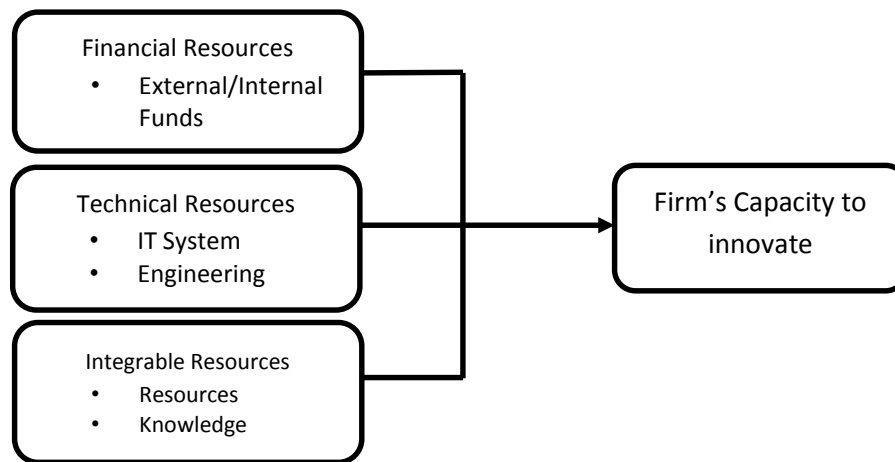 Financial Resources
• External/Internal
Funds
Technical Resources
• IT System
• Engineering
Integrable Resources
• Resources
• Knowledge
Firm’s Capacity to
innovate